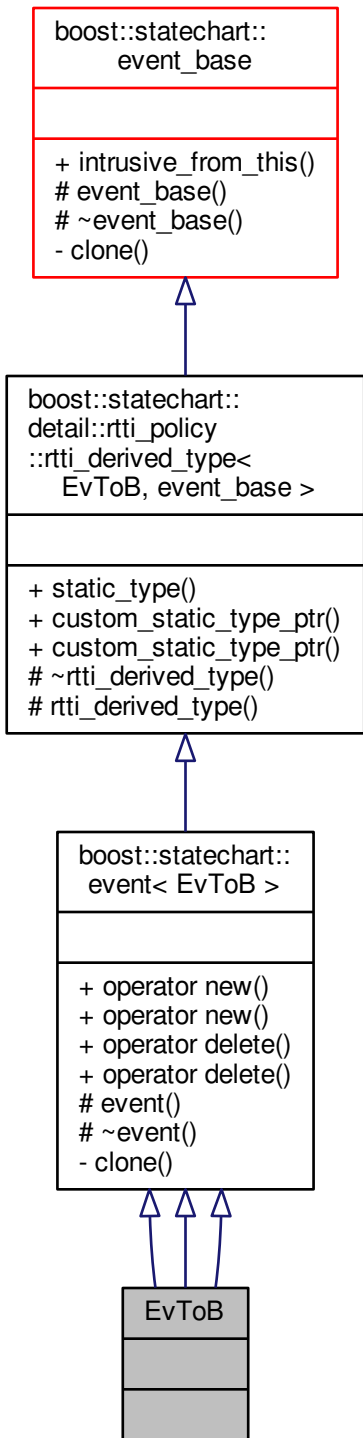 boost::statechart::
event_base
+ intrusive_from_this()
# event_base()
# ~event_base()
- clone()
boost::statechart::
detail::rtti_policy
::rtti_derived_type<
EvToB, event_base >
+ static_type()
+ custom_static_type_ptr()
+ custom_static_type_ptr()
# ~rtti_derived_type()
# rtti_derived_type()
boost::statechart::
event< EvToB >
+ operator new()
+ operator new()
+ operator delete()
+ operator delete()
# event()
# ~event()
- clone()
EvToB